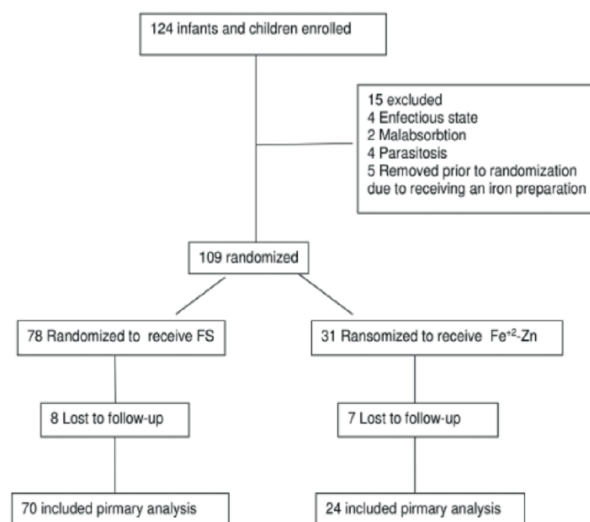 124 infants and children enrolled
15 excluded
4 Enfectious state
2 Malabsorbtion
4 Parasitosis
5 Removed prior to randomization
due to receiving an iron preparation
109 randomized
78 Randomized to receive FS
31 Ransomized to receive Fe⁺²-Zn
8 Lost to follow-up
7 Lost to follow-up
70 included pirmary analysis
24 included pirmary analysis